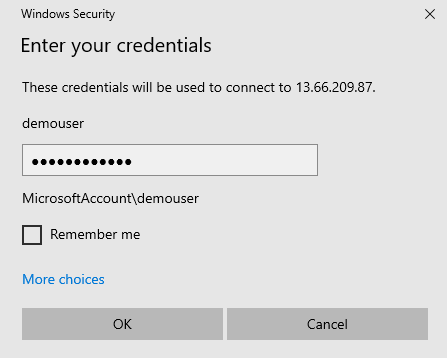 Windows Security
Enter your credentials
These credentials will be used to connect to 13.66.209.87.
demouser
●●●●●●●●●●●●
MicrosoftAccount\demouser
Remember me
More choices
OK
Cancel